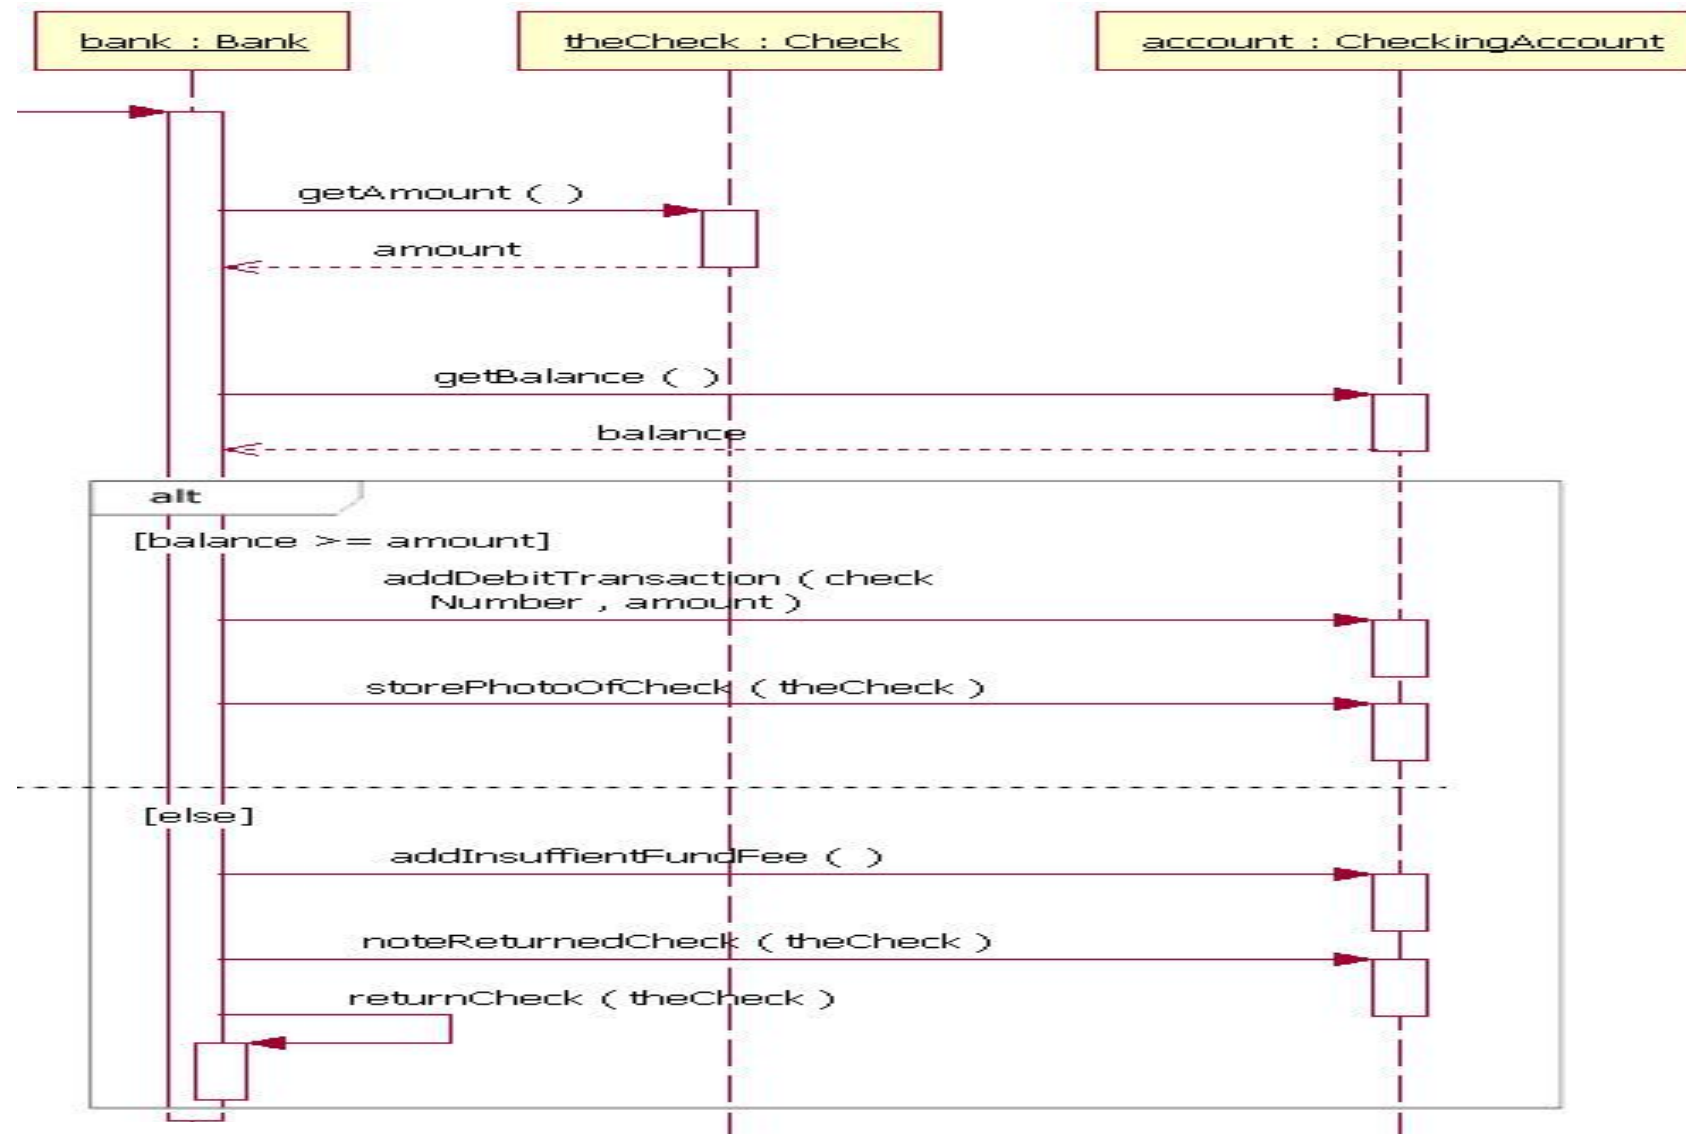 bank : Bank
theCheck : Check
account : CheckingAccount
getAmount ( )
amount
getBalance ( )
balance
alt
[balance >= amount]
addDebitTransaction ( check
Number , amount )
storePhotoOfCheck ( theCheck )
[else]
addInsuffientFundFee ( )
noteReturnedCheck ( theCheck )
returnCheck ( theCheck )